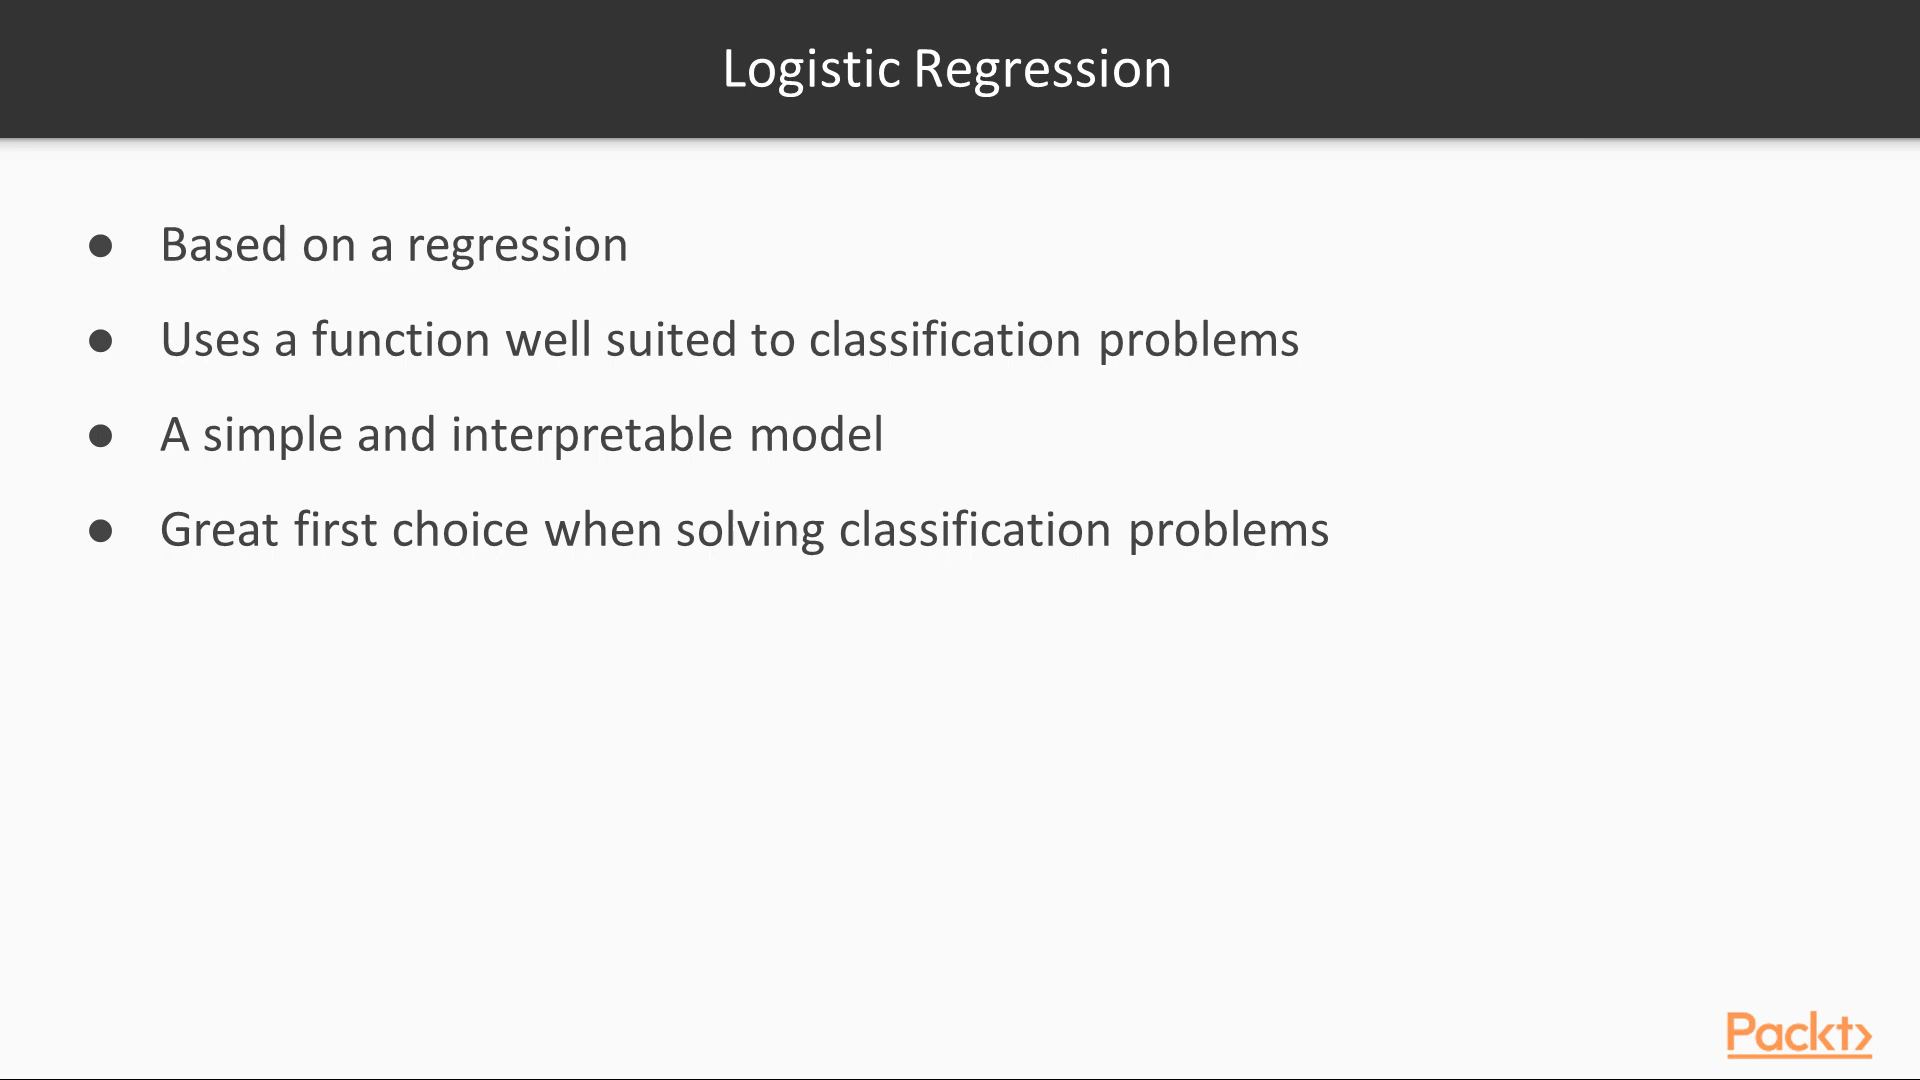 Logistic Regression
● Based on a regression
● Uses a function well suited to classification problems
● A simple and interpretable model
● Great first choice when solving classification problems
Packt>